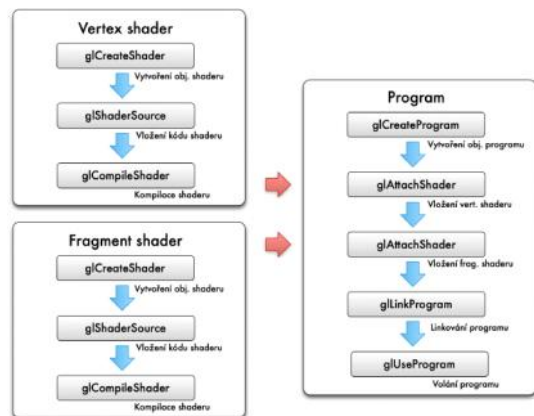 Vertex shader
glCreateShader
Vytvoření obj. shaderu
glShaderSource
Vložení kódu shaderu
glCompileShader
Kompilace shaderu
Fragment shader
glCreateShader
Vytvoření obj. shaderu
glShaderSource
Vložení kódu shaderu
glCompileShader
Kompilace shaderu
Program
glCreateProgram
Vytvoření obj. programu
glAttachShader
Vložení vert. shaderu
glAttachShader
Vložení frag. shaderu
glLinkProgram
Linkování programu
glUseProgram
Volání programu